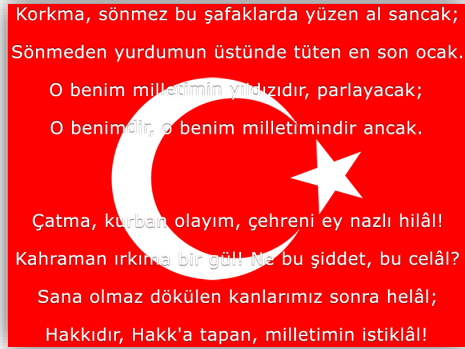 Korkma, sönmez bu şafaklarda yüzen al sancak;
Sönmeden yurdumun üstünde tüten en son ocak.
O benim milletimin yıldızıdır, parlayacak;
O benimdir, o benim milletimindir ancak.
Çatma, kurban olayım, çehreni ey nazlı hilâl!
Kahraman ırkıma bir gül! Ne bu şiddet, bu celâl?
Sana olmaz dökülen kanlarımız sonra helâl;
Hakkıdır, Hakk'a tapan, milletimin istiklâl!